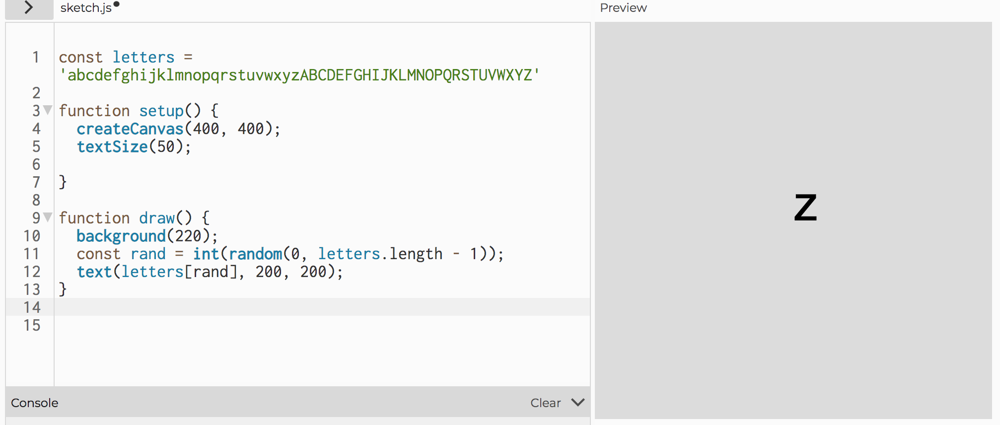 sketch.js
Preview
1 const letters =
'abcdefghijklmnopqrstuvwxyzABCDEFGHIJKLMNOPQRSTUVWXYZ'
2
3 function setup() {
4   createCanvas(400, 400);
5   textSize(50);
6
7 }
8
9 function draw() {
10   background(220);
11   const rand = int(random(0, letters.length - 1));
12   text(letters[rand], 200, 200);
13 }
14
15
z
Console
Clear